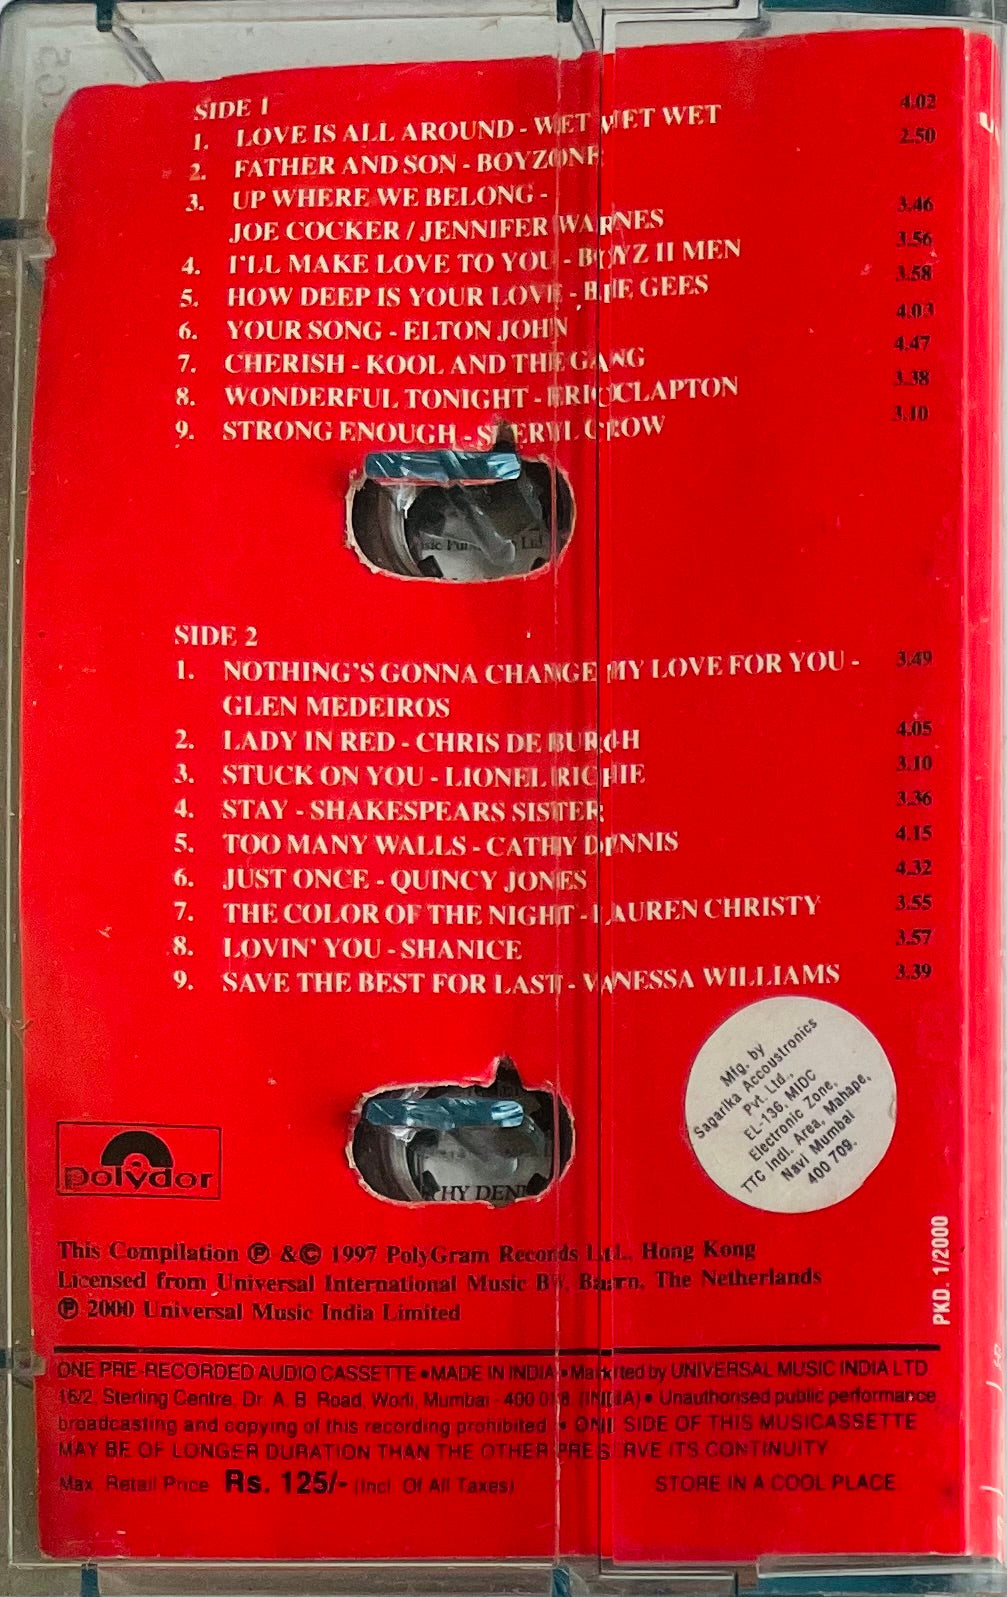 SIDE 1
1. LOVE IS ALL AROUND - WET WET WET 4.02
2. FATHER AND SON - BOYZONE 2.50
3. UP WHERE WE BELONG -
JOE COCKER / JENNIFER WARNES 3.46
4. I'LL MAKE LOVE TO YOU - BOYZ II MEN 3.56
5. HOW DEEP IS YOUR LOVE - BEE GEES 3.58
6. YOUR SONG - ELTON JOHN 4.03
7. CHERISH - KOOL AND THE GANG 4.47
8. WONDERFUL TONIGHT - ERIC CLAPTON 3.38
9. STRONG ENOUGH - SHERYL CROW 3.10
SIDE 2
1. NOTHING'S GONNA CHANGE MY LOVE FOR YOU - 3.49
GLEN MEDEIROS
2. LADY IN RED - CHRIS DE BURGH 4.05
3. STUCK ON YOU - LIONEL RICHIE 3.10
4. STAY - SHAKESPEARS SISTER 3.36
5. TOO MANY WALLS - CATHY DENNIS 4.15
6. JUST ONCE - QUINCY JONES 4.32
7. THE COLOR OF THE NIGHT - LAUREN CHRISTY 3.55
8. LOVIN' YOU - SHANICE 3.57
9. SAVE THE BEST FOR LAST - VANESSA WILLIAMS 3.39
Mfg. by
Sagarika Accoustronics
Pvt. Ltd.,
EL-136, MIDC
Electronic Zone,
TTC Indl. Area, Mahape,
Navi Mumbai
400 709.
polydor
This Compilation ℗ &© 1997 PolyGram Records Ltd., Hong Kong
Licensed from Universal International Music BV, Baarn, The Netherlands
℗ 2000 Universal Music India Limited
PKD. 1/2000
ONE PRE-RECORDED AUDIO CASSETTE • MADE IN INDIA • Marketed by UNIVERSAL MUSIC INDIA LTD
16/2, Sterling Centre, Dr. A. B. Road, Worli, Mumbai - 400 018. (INDIA) • Unauthorised public performance
broadcasting and copying of this recording prohibited • ONE SIDE OF THIS MUSICASSETTE
MAY BE OF LONGER DURATION THAN THE OTHER PRESERVE ITS CONTINUITY
Max. Retail Price Rs. 125/- (Incl. Of All Taxes) STORE IN A COOL PLACE